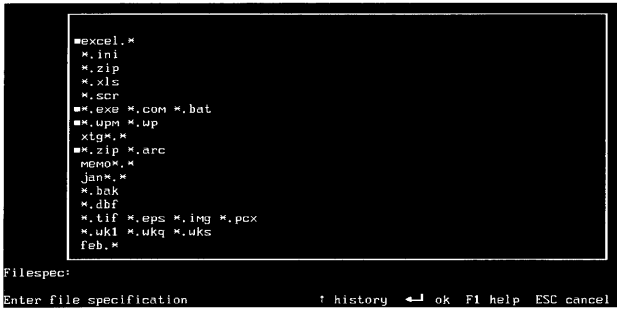 ▪excel.*
*.ini
*.zip
*.xls
*.scr
▪*.exe *.com *.bat
▪*.wpm *.wp
xtg*.*
▪*.zip *.arc
memo*.*
jan*.*
*.bak
*.dbf
*.tif *.eps *.img *.pcx
*.wk1 *.wkq *.wks
feb.*
Filespec:
Enter file specification ↑ history ↵ ok F1 help ESC cancel